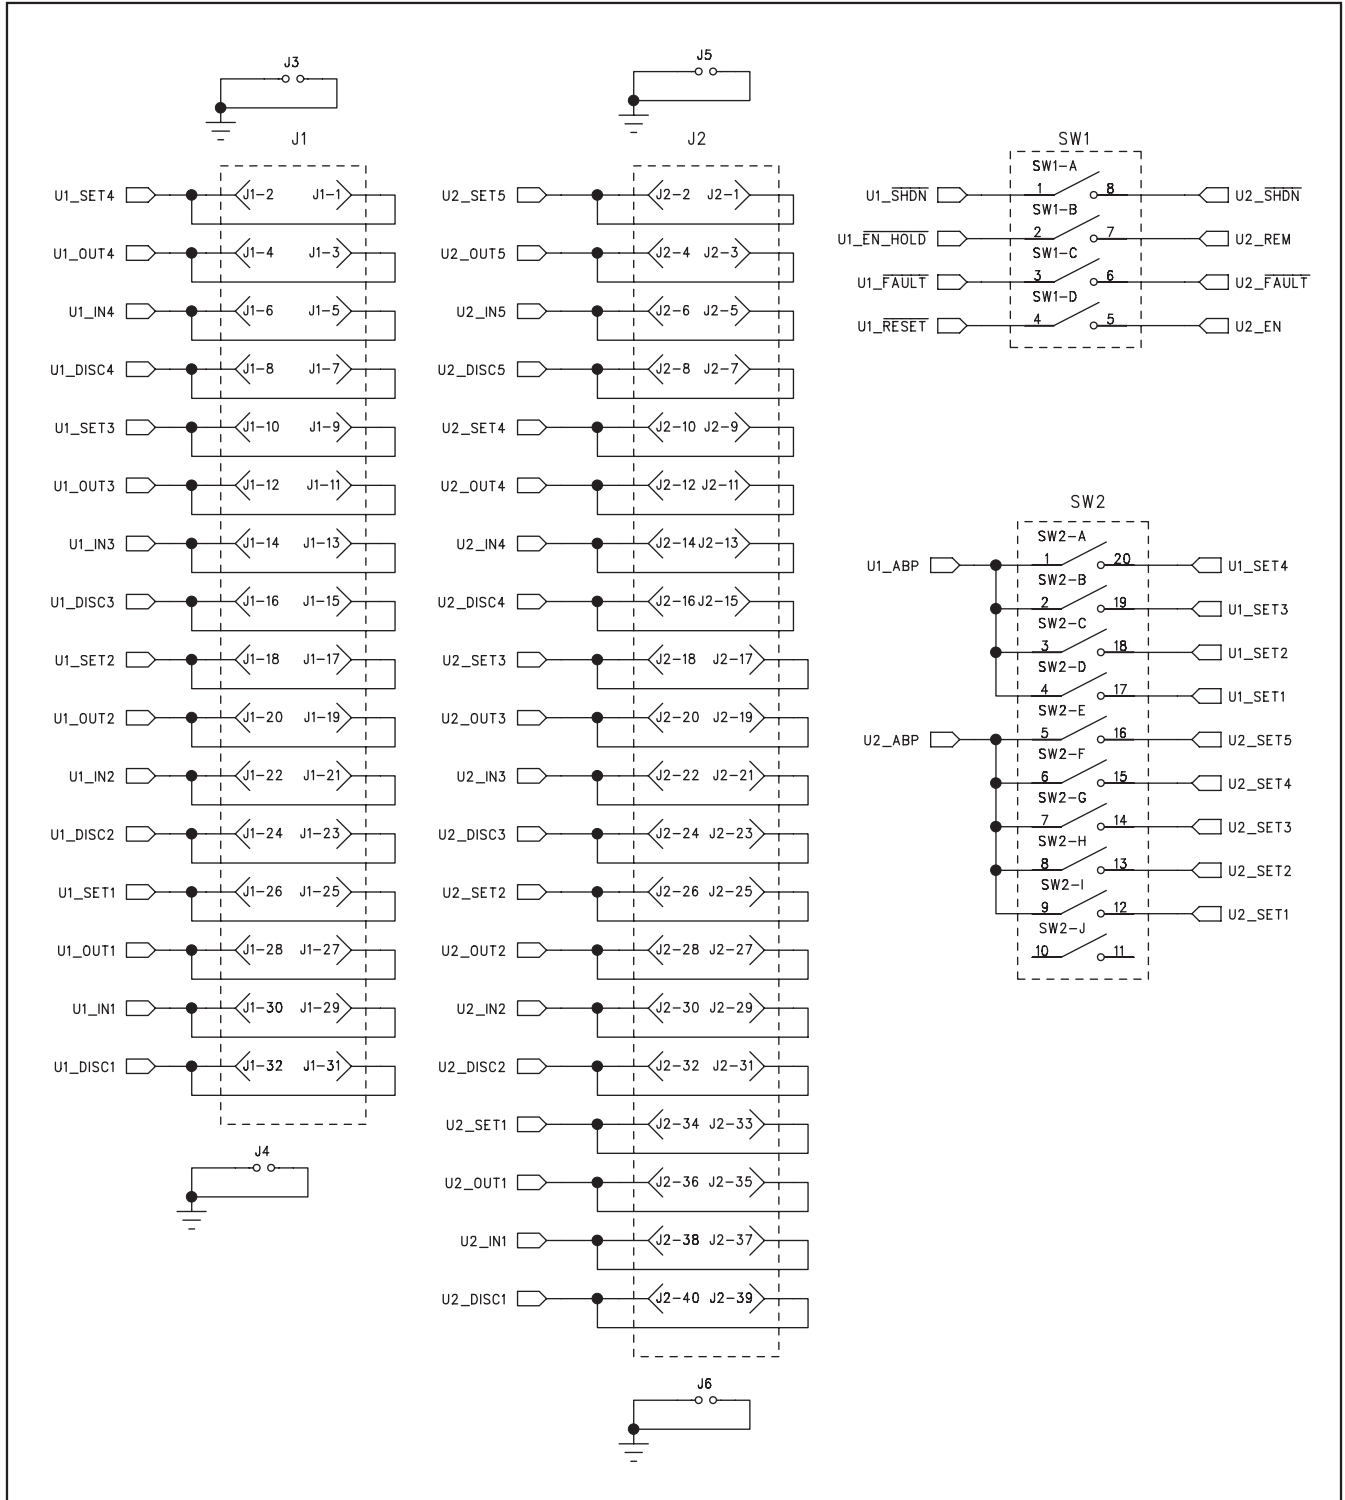 J3
J1
U1_SET4 J1-2 J1-1
U1_OUT4 J1-4 J1-3
U1_IN4 J1-6 J1-5
U1_DISC4 J1-8 J1-7
U1_SET3 J1-10 J1-9
U1_OUT3 J1-12 J1-11
U1_IN3 J1-14 J1-13
U1_DISC3 J1-16 J1-15
U1_SET2 J1-18 J1-17
U1_OUT2 J1-20 J1-19
U1_IN2 J1-22 J1-21
U1_DISC2 J1-24 J1-23
U1_SET1 J1-26 J1-25
U1_OUT1 J1-28 J1-27
U1_IN1 J1-30 J1-29
U1_DISC1 J1-32 J1-31
J4
J5
J2
U2_SET5 J2-2 J2-1
U2_OUT5 J2-4 J2-3
U2_IN5 J2-6 J2-5
U2_DISC5 J2-8 J2-7
U2_SET4 J2-10 J2-9
U2_OUT4 J2-12 J2-11
U2_IN4 J2-14 J2-13
U2_DISC4 J2-16 J2-15
U2_SET3 J2-18 J2-17
U2_OUT3 J2-20 J2-19
U2_IN3 J2-22 J2-21
U2_DISC3 J2-24 J2-23
U2_SET2 J2-26 J2-25
U2_OUT2 J2-28 J2-27
U2_IN2 J2-30 J2-29
U2_DISC2 J2-32 J2-31
U2_SET1 J2-34 J2-33
U2_OUT1 J2-36 J2-35
U2_IN1 J2-38 J2-37
U2_DISC1 J2-40 J2-39
J6
SW1
SW1-A
U1_SHDN 1 8 U2_SHDN
SW1-B
U1_EN_HOLD 2 7 U2_REM
SW1-C
U1_FAULT 3 6 U2_FAULT
SW1-D
U1_RESET 4 5 U2_EN
SW2
SW2-A
U1_ABP 1 20 U1_SET4
SW2-B
2 19 U1_SET3
SW2-C
3 18 U1_SET2
SW2-D
4 17 U1_SET1
SW2-E
U2_ABP 5 16 U2_SET5
SW2-F
6 15 U2_SET4
SW2-G
7 14 U2_SET3
SW2-H
8 13 U2_SET2
SW2-I
9 12 U2_SET1
SW2-J
10 11